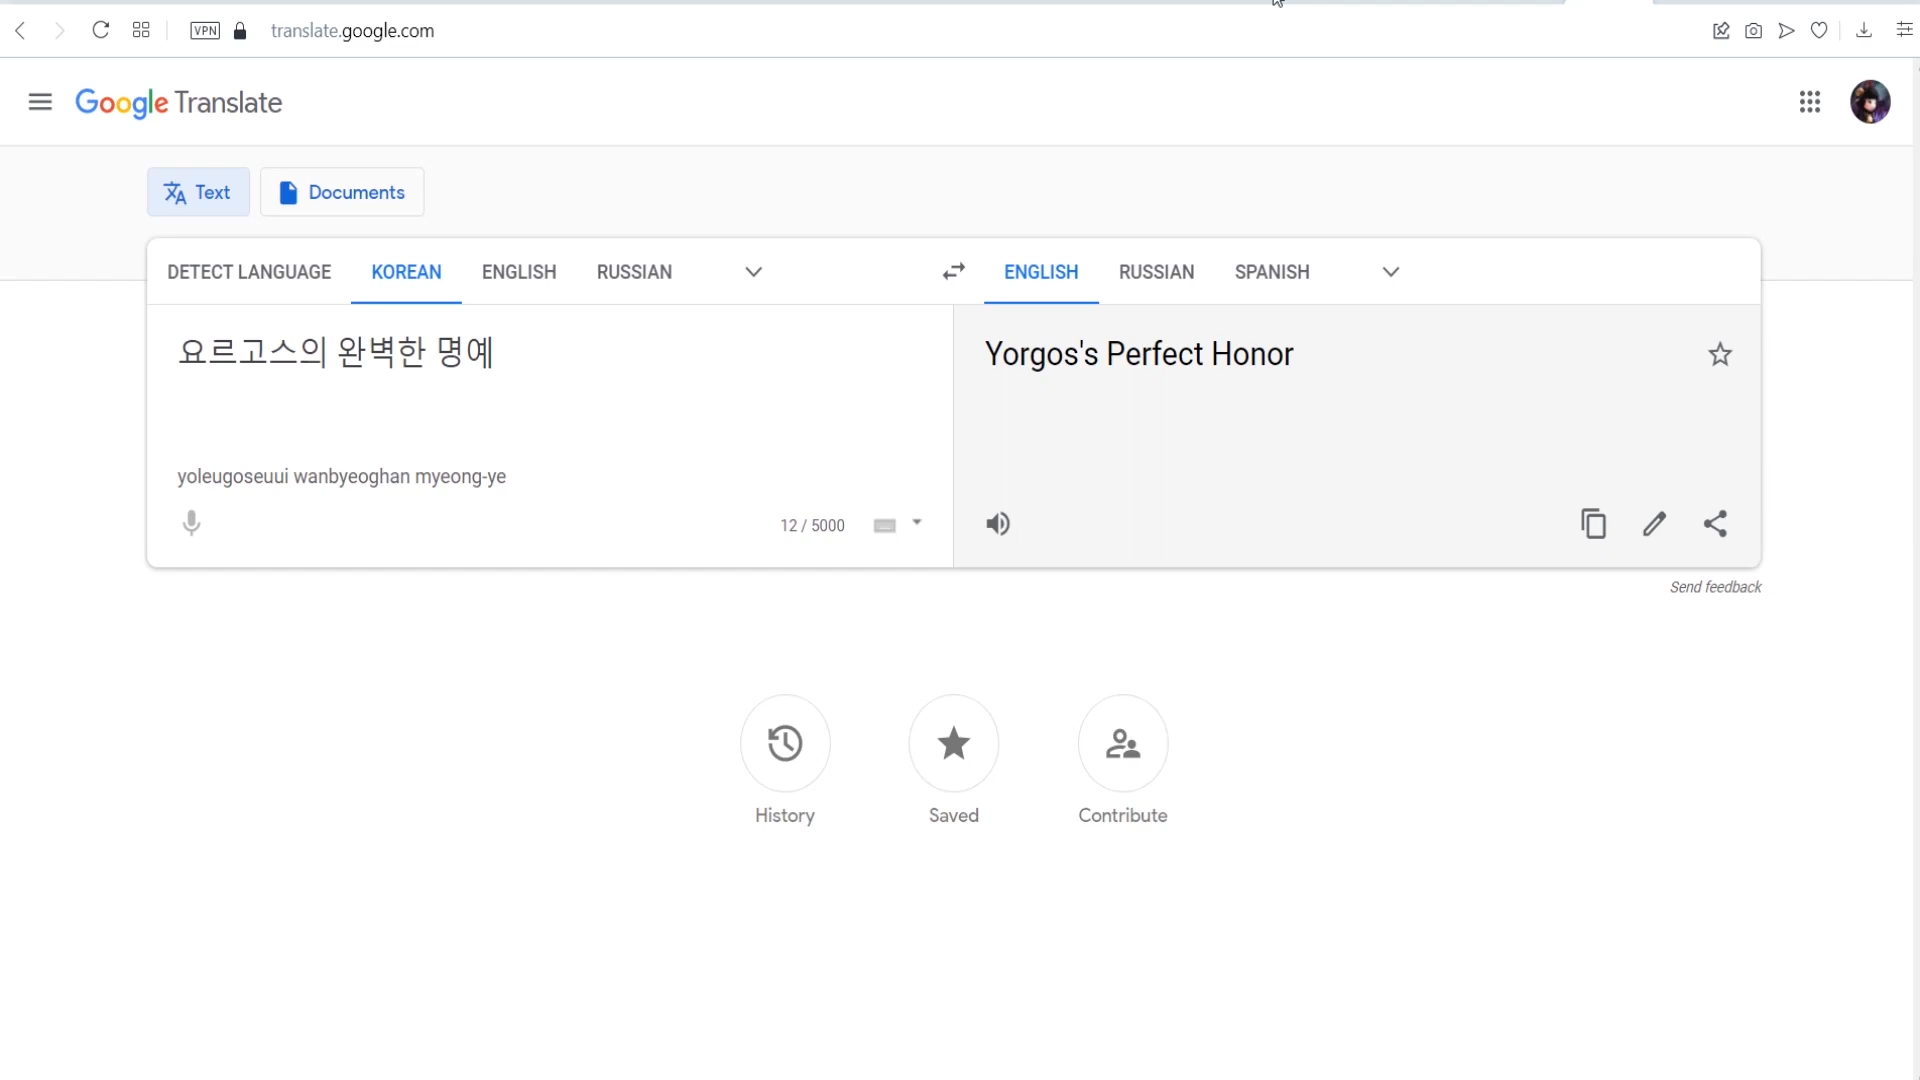 VPN translate.google.com
Google Translate
Text Documents
DETECT LANGUAGE KOREAN ENGLISH RUSSIAN ENGLISH RUSSIAN SPANISH
요르고스의 완벽한 명예 Yorgos's Perfect Honor
yoleugoseuui wanbyeoghan myeong-ye
12 / 5000
Send feedback
History Saved Contribute